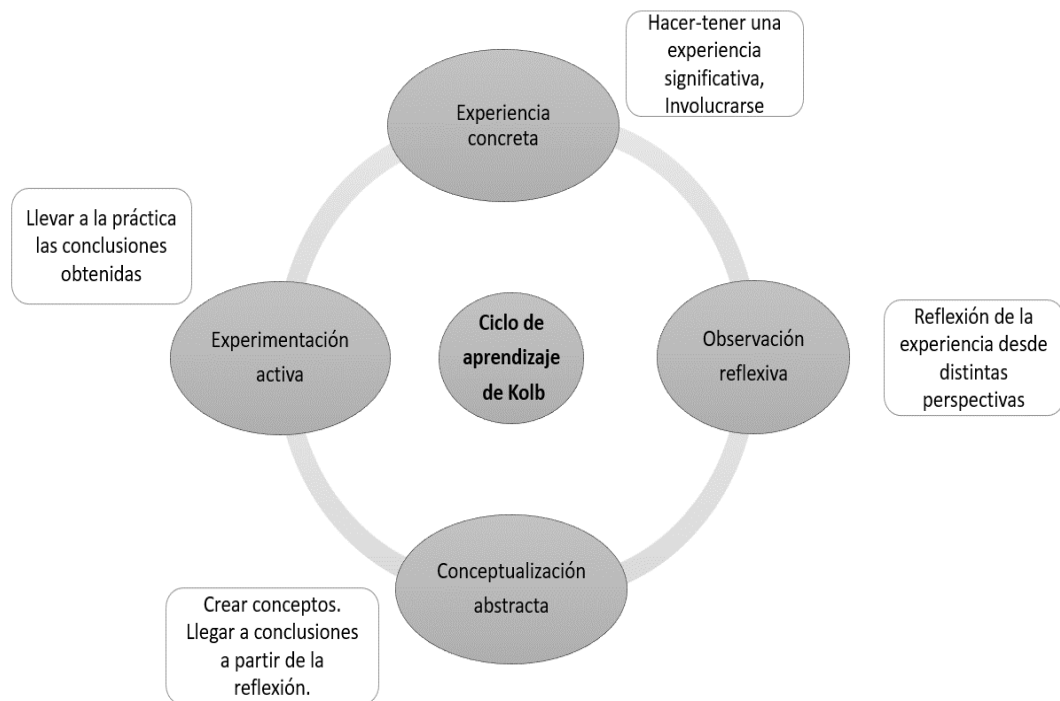 Hacer-tener una
experiencia
significativa,
Involucrarse
Experiencia
concreta
Llevar a la práctica
las conclusiones
obtenidas
Experimentación
activa
Ciclo de
aprendizaje
de Kolb
Observación
reflexiva
Reflexión de la
experiencia desde
distintas
perspectivas
Conceptualización
abstracta
Crear conceptos.
Llegar a conclusiones
a partir de la
reflexión.